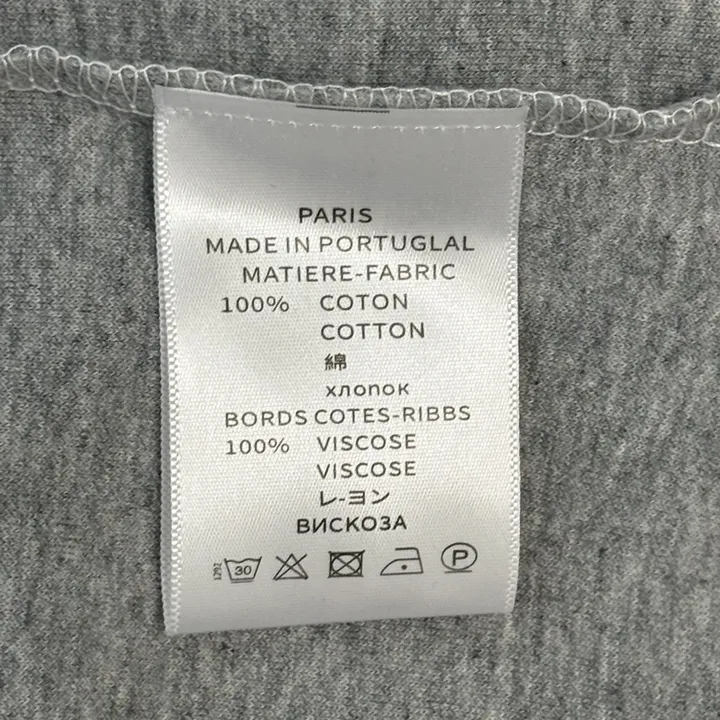 PARIS
MADE IN PORTUGLAL
MATIERE-FABRIC
100% COTON
COTTON
綿
хлопок
BORDS COTES-RIBBS
100% VISCOSE
VISCOSE
レ-ヨン
ВИСКОЗА
1291 30 P